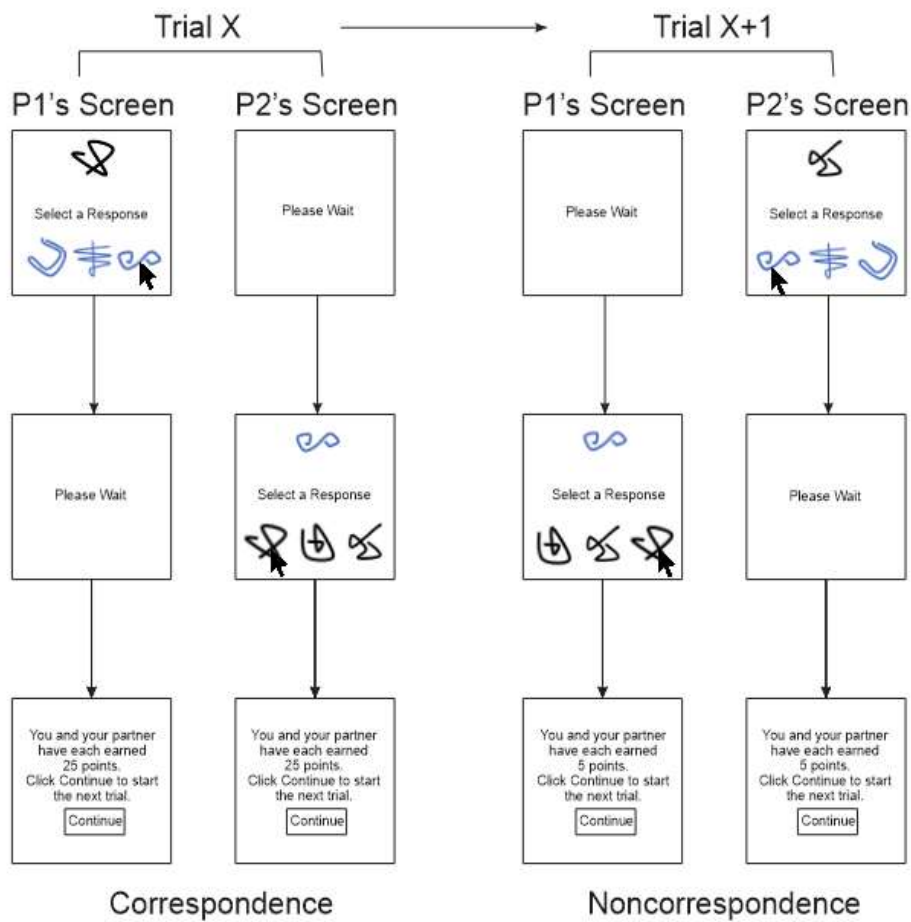 Trial X
Trial X+1
P1's Screen
P2's Screen
P1's Screen
P2's Screen
Select a Response
Please Wait
Please Wait
Select a Response
Please Wait
Select a Response
Select a Response
Please Wait
You and your partner
have each earned
25 points.
Click Continue to start
the next trial.
Continue
You and your partner
have each earned
25 points.
Click Continue to start
the next trial.
Continue
You and your partner
have each earned
5 points.
Click Continue to start
the next trial.
Continue
You and your partner
have each earned
5 points.
Click Continue to start
the next trial.
Continue
Correspondence
Noncorrespondence